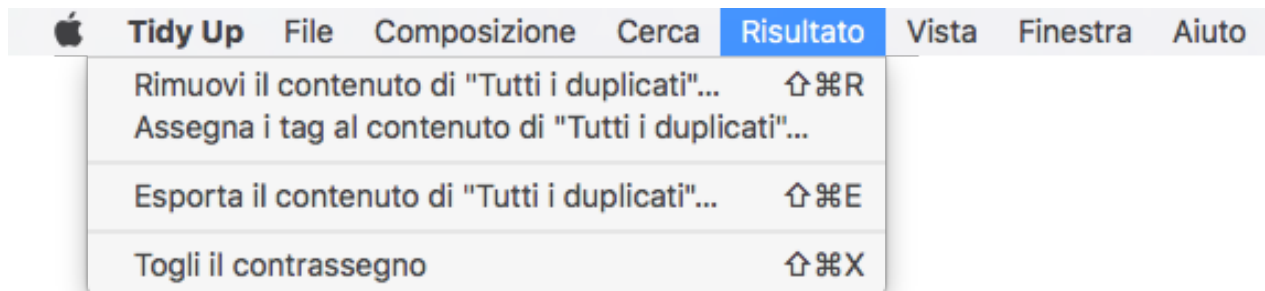 Tidy Up File Composizione Cerca Risultato Vista Finestra Aiuto
Rimuovi il contenuto di "Tutti i duplicati"... ⇧⌘R
Assegna i tag al contenuto di "Tutti i duplicati"...
Esporta il contenuto di "Tutti i duplicati"... ⇧⌘E
Togli il contrassegno ⇧⌘X